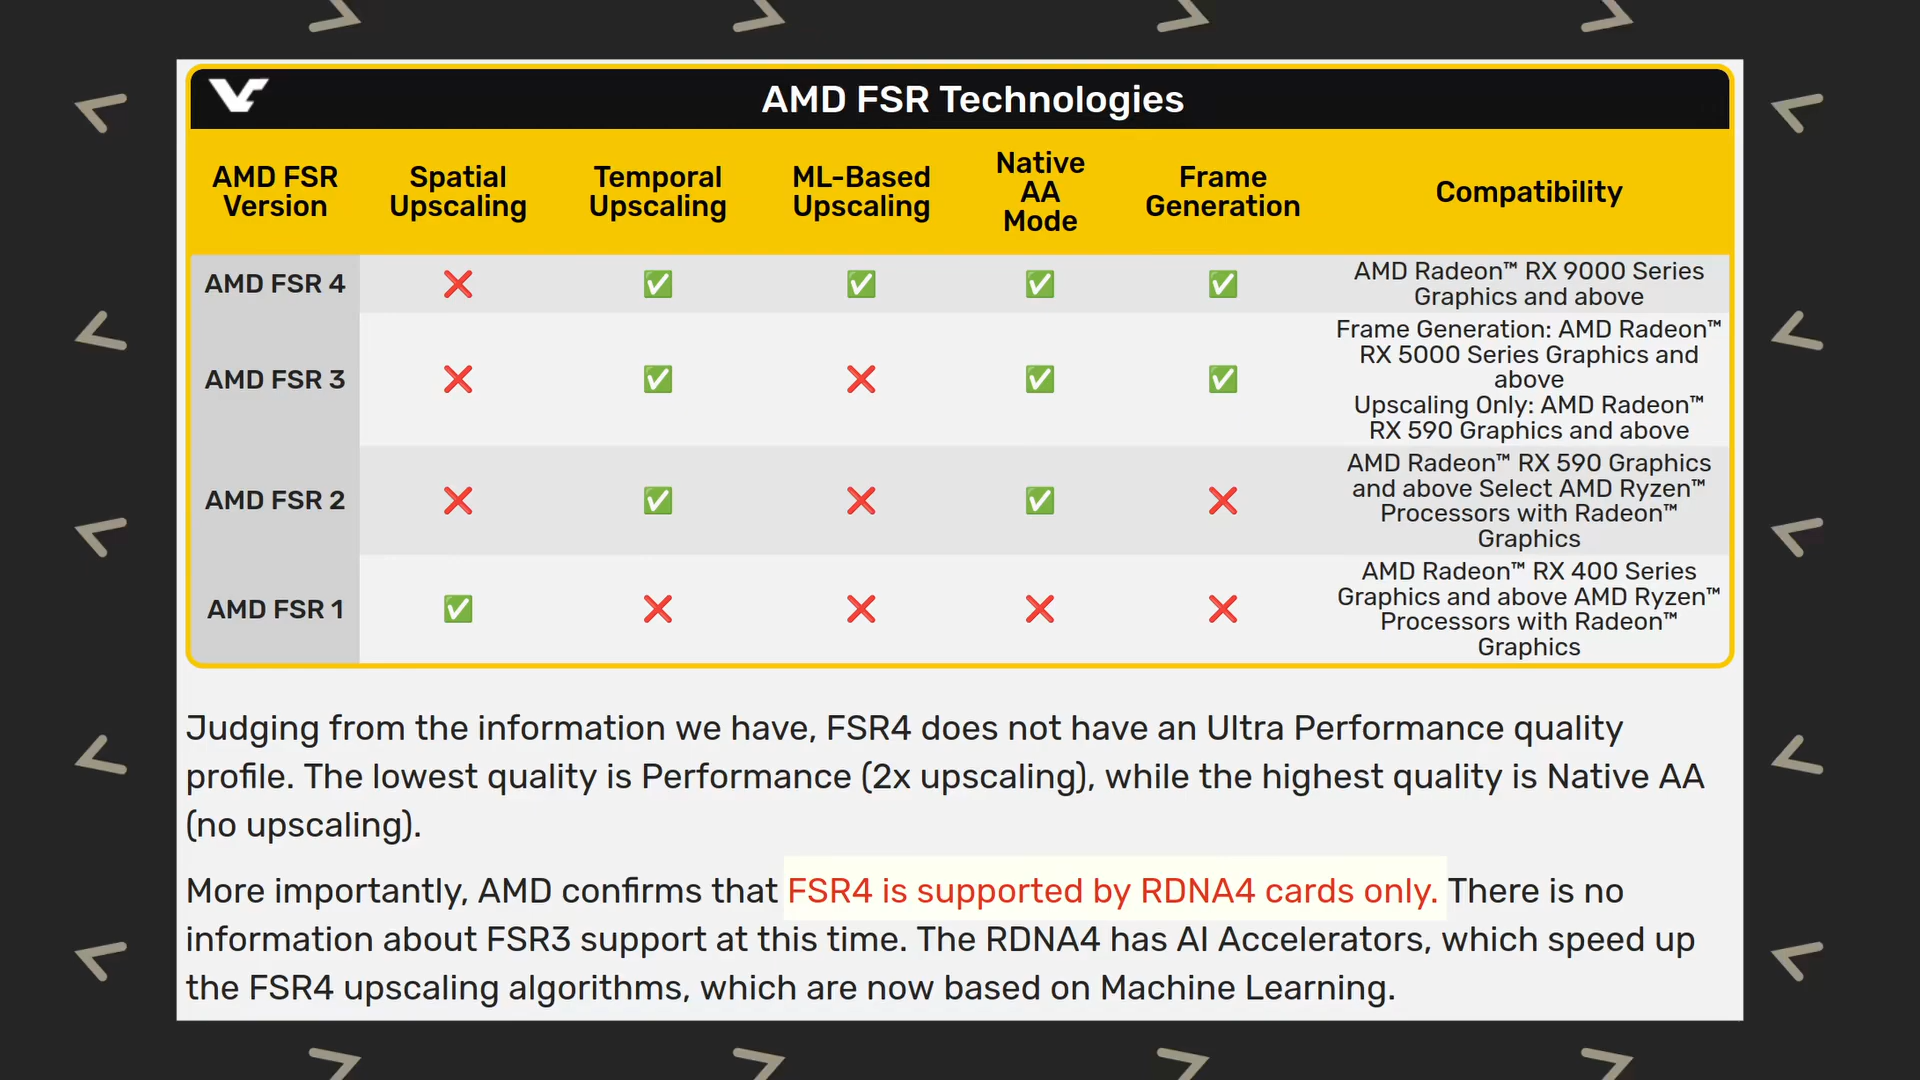 AMD FSR Technologies
AMD FSR Version
Spatial Upscaling
Temporal Upscaling
ML-Based Upscaling
Native AA Mode
Frame Generation
Compatibility
AMD FSR 4 ❌ ✅ ✅ ✅ ✅ AMD Radeon™ RX 9000 Series
Graphics and above
AMD FSR 3 ❌ ✅ ❌ ✅ ✅ Frame Generation: AMD Radeon™
RX 5000 Series Graphics and
above
Upscaling Only: AMD Radeon™
RX 590 Graphics and above
AMD FSR 2 ❌ ✅ ❌ ✅ ❌ AMD Radeon™ RX 590 Graphics
and above Select AMD Ryzen™
Processors with Radeon™
Graphics
AMD FSR 1 ✅ ❌ ❌ ❌ ❌ AMD Radeon™ RX 400 Series
Graphics and above AMD Ryzen™
Processors with Radeon™
Graphics
Judging from the information we have, FSR4 does not have an Ultra Performance quality
profile. The lowest quality is Performance (2x upscaling), while the highest quality is Native AA
(no upscaling).
More importantly, AMD confirms that FSR4 is supported by RDNA4 cards only. There is no
information about FSR3 support at this time. The RDNA4 has AI Accelerators, which speed up
the FSR4 upscaling algorithms, which are now based on Machine Learning.